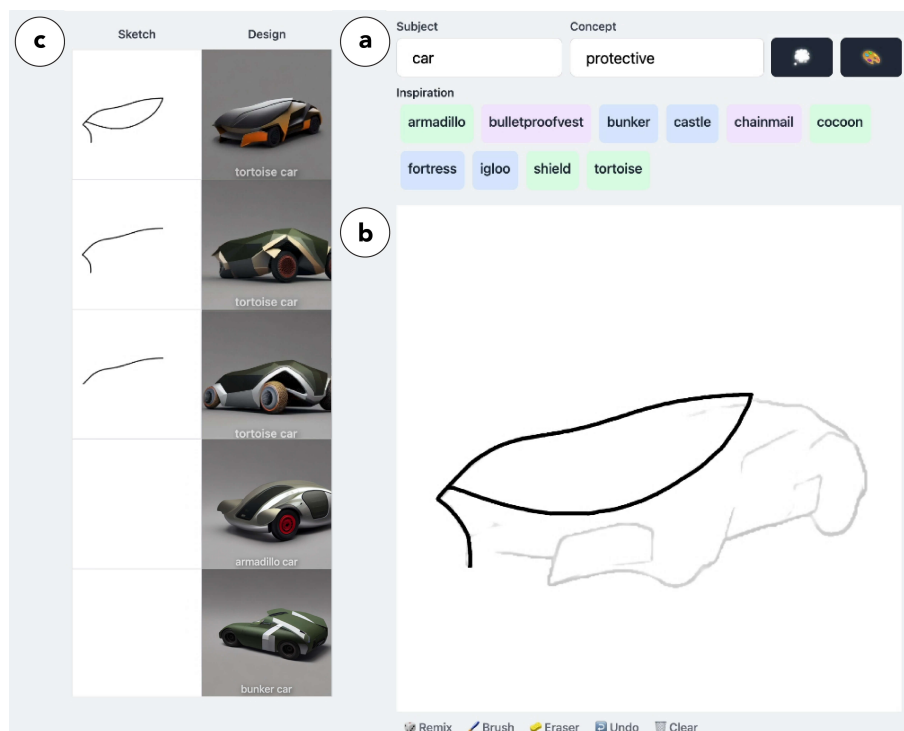 c
Sketch
Design
tortoise car
tortoise car
tortoise car
armadillo car
bunker car
a
Subject
Concept
car
protective
Inspiration
armadillo
bulletproofvest
bunker
castle
chainmail
cocoon
fortress
igloo
shield
tortoise
b
Remix
Brush
Eraser
Undo
Clear